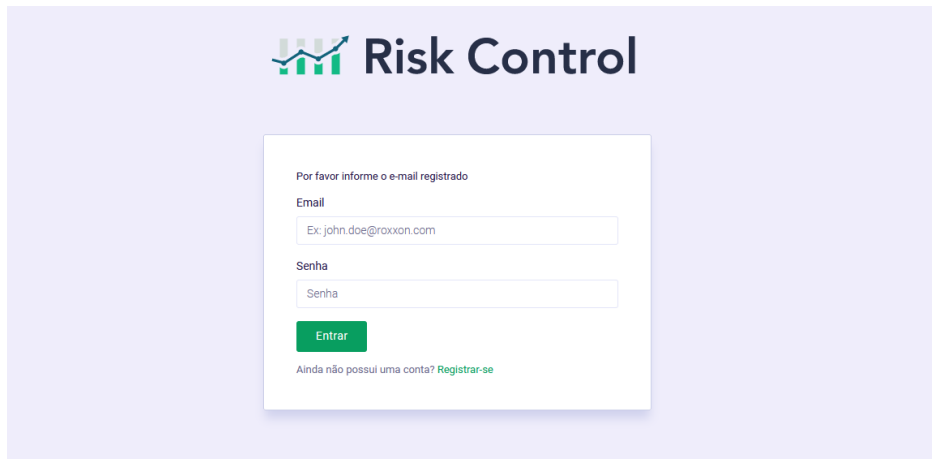 Risk Control
Por favor informe o e-mail registrado
Email
Ex: john.doe@roxxon.com
Senha
Senha
Entrar
Ainda não possui uma conta? Registrar-se